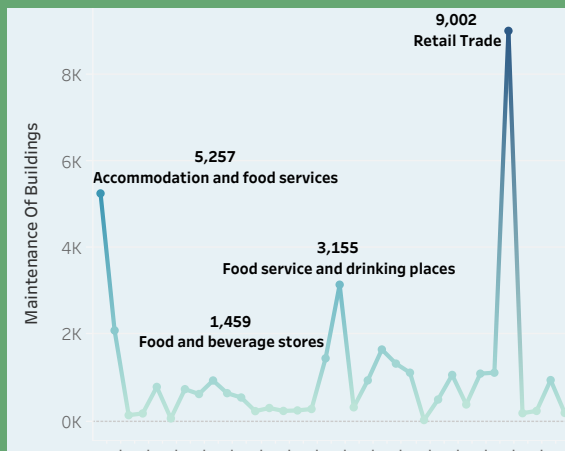 9,002
Retail Trade
8K
6K
5,257
Accommodation and food services
4K
3,155
Food service and drinking places
2K
1,459
Food and beverage stores
0K
Maintenance Of Buildings